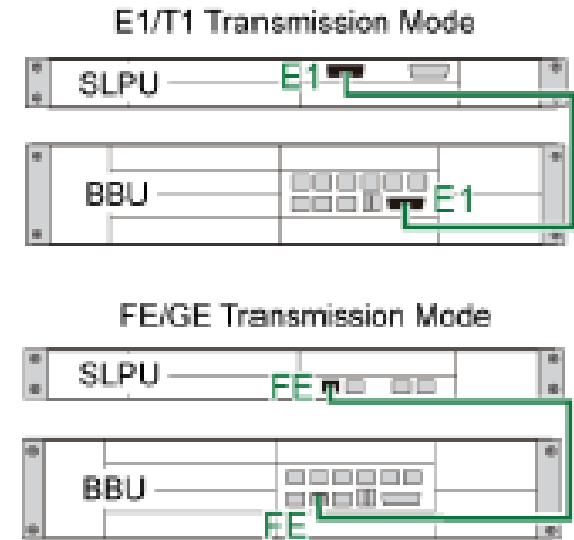 E1/T1 Transmission Mode
SLPU E1
BBU E1
FE/GE Transmission Mode
SLPU FE
BBU
FE